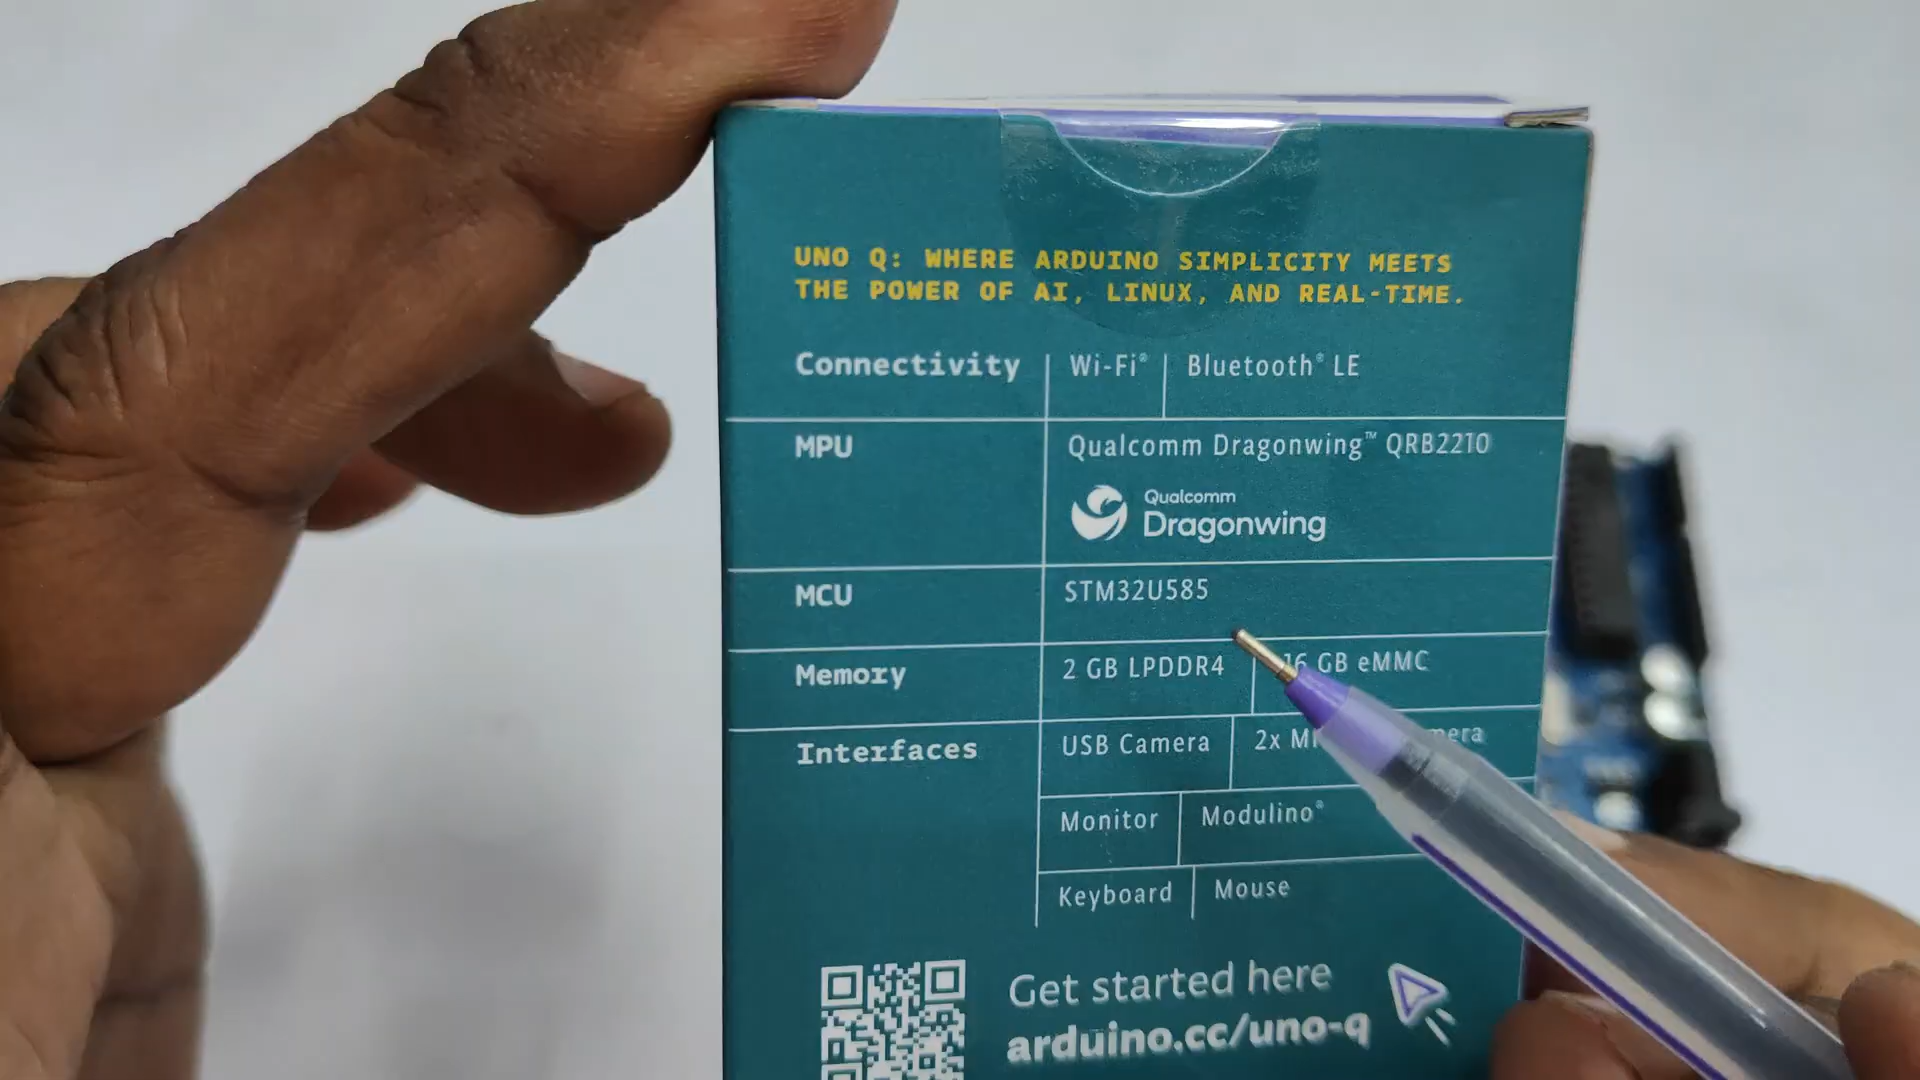 UNO Q: WHERE ARDUINO SIMPLICITY MEETS
THE POWER OF AI, LINUX, AND REAL-TIME.
Connectivity Wi-Fi® Bluetooth® LE
MPU Qualcomm Dragonwing™ QRB2210
Qualcomm
Dragonwing
MCU STM32U585
Memory 2 GB LPDDR4 16 GB eMMC
Interfaces USB Camera 2x
Monitor Modulino®
Keyboard Mouse
Get started here
arduino.cc/uno-q